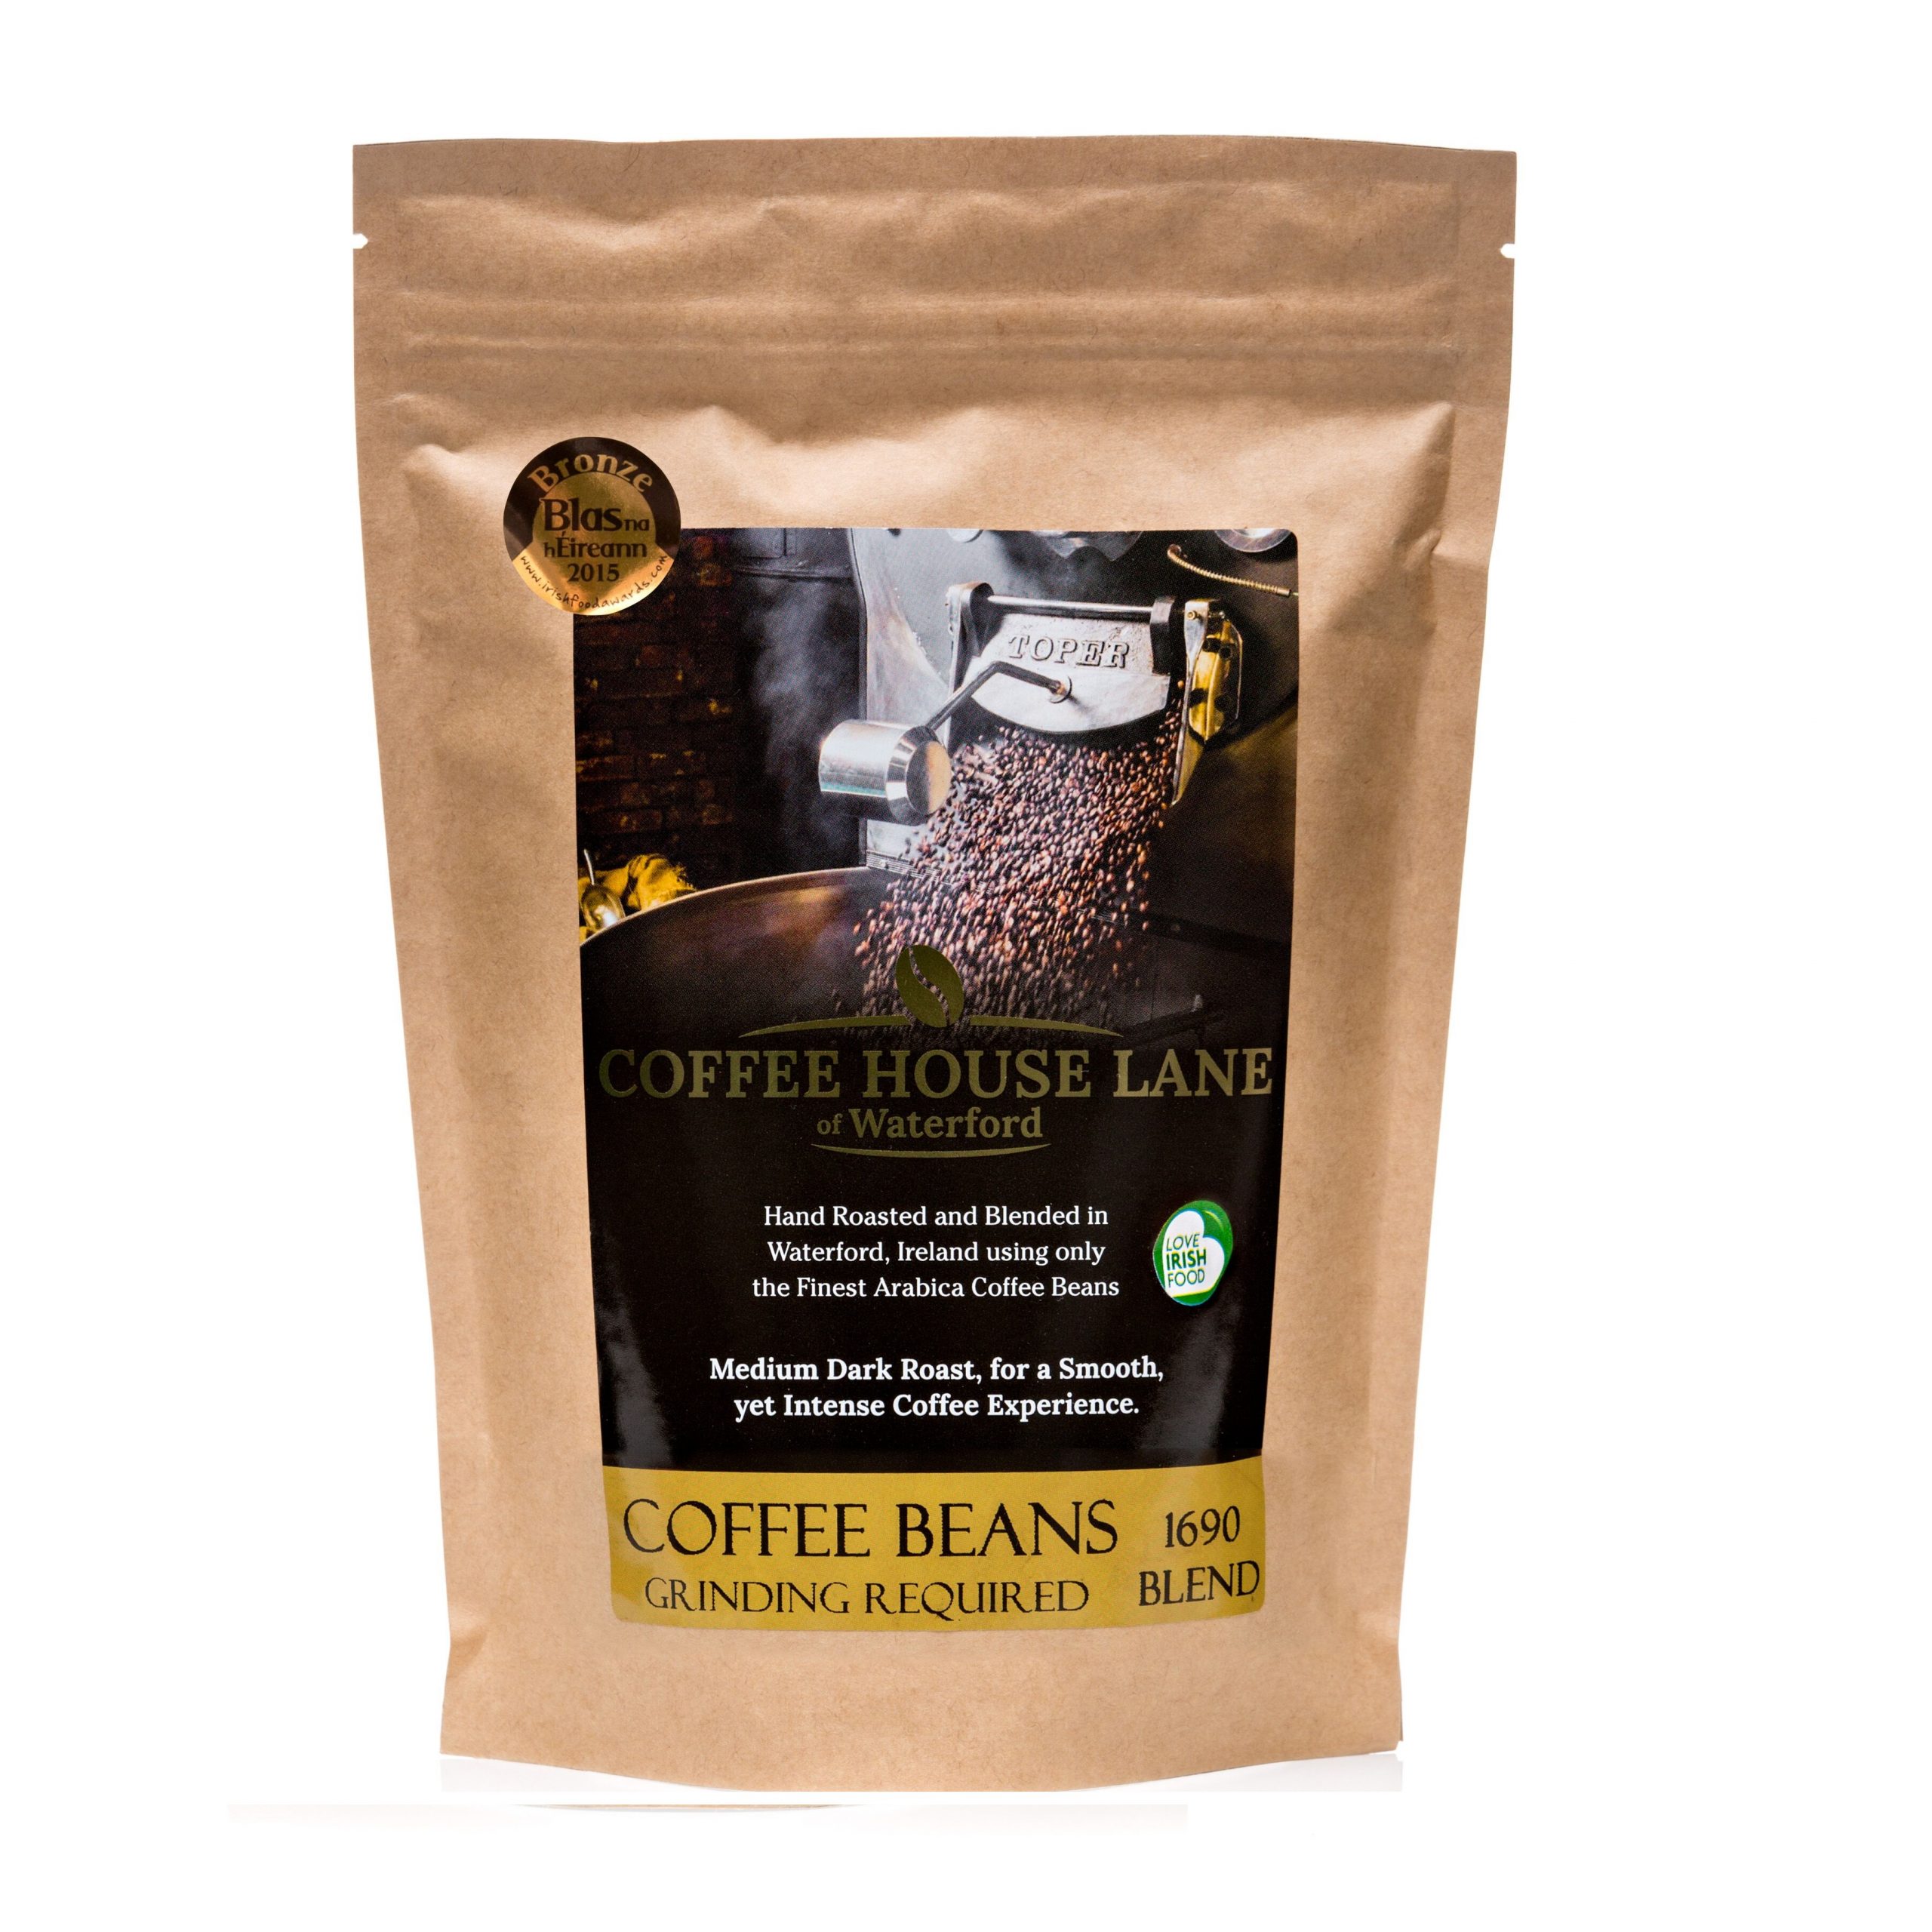 Bronze
Blas na
hÉireann
2015
www.irishfoodawards.com
TOPER
COFFEE HOUSE LANE
of Waterford
Hand Roasted and Blended in
Waterford, Ireland using only
the Finest Arabica Coffee Beans
LOVE
IRISH
FOOD
Medium Dark Roast, for a Smooth,
yet Intense Coffee Experience.
COFFEE BEANS
GRINDING REQUIRED
1690
BLEND